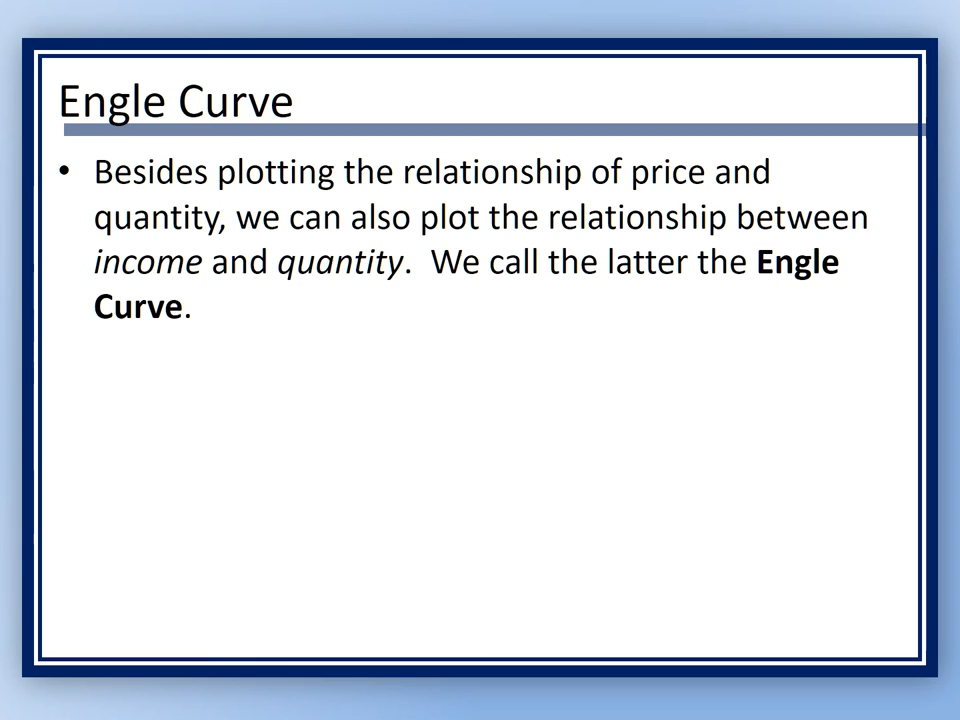 Engle Curve
• Besides plotting the relationship of price and
quantity, we can also plot the relationship between
income and quantity.  We call the latter the Engle
Curve.